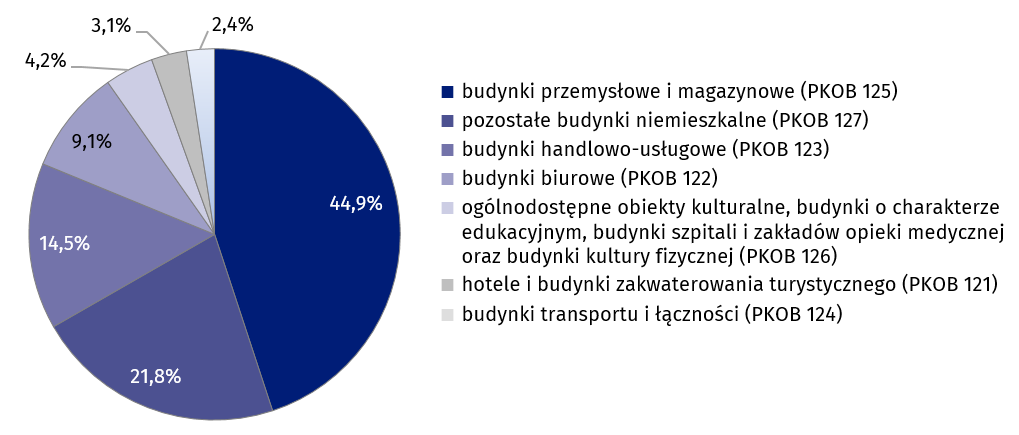 3,1%
2,4%
4,2%
9,1%
44,9%
14,5%
21,8%
budynki przemysłowe i magazynowe (PKOB 125)
pozostałe budynki niemieszkalne (PKOB 127)
budynki handlowo-usługowe (PKOB 123)
budynki biurowe (PKOB 122)
ogólnodostępne obiekty kulturalne, budynki o charakterze
edukacyjnym, budynki szpitali i zakładów opieki medycznej
oraz budynki kultury fizycznej (PKOB 126)
hotele i budynki zakwaterowania turystycznego (PKOB 121)
budynki transportu i łączności (PKOB 124)